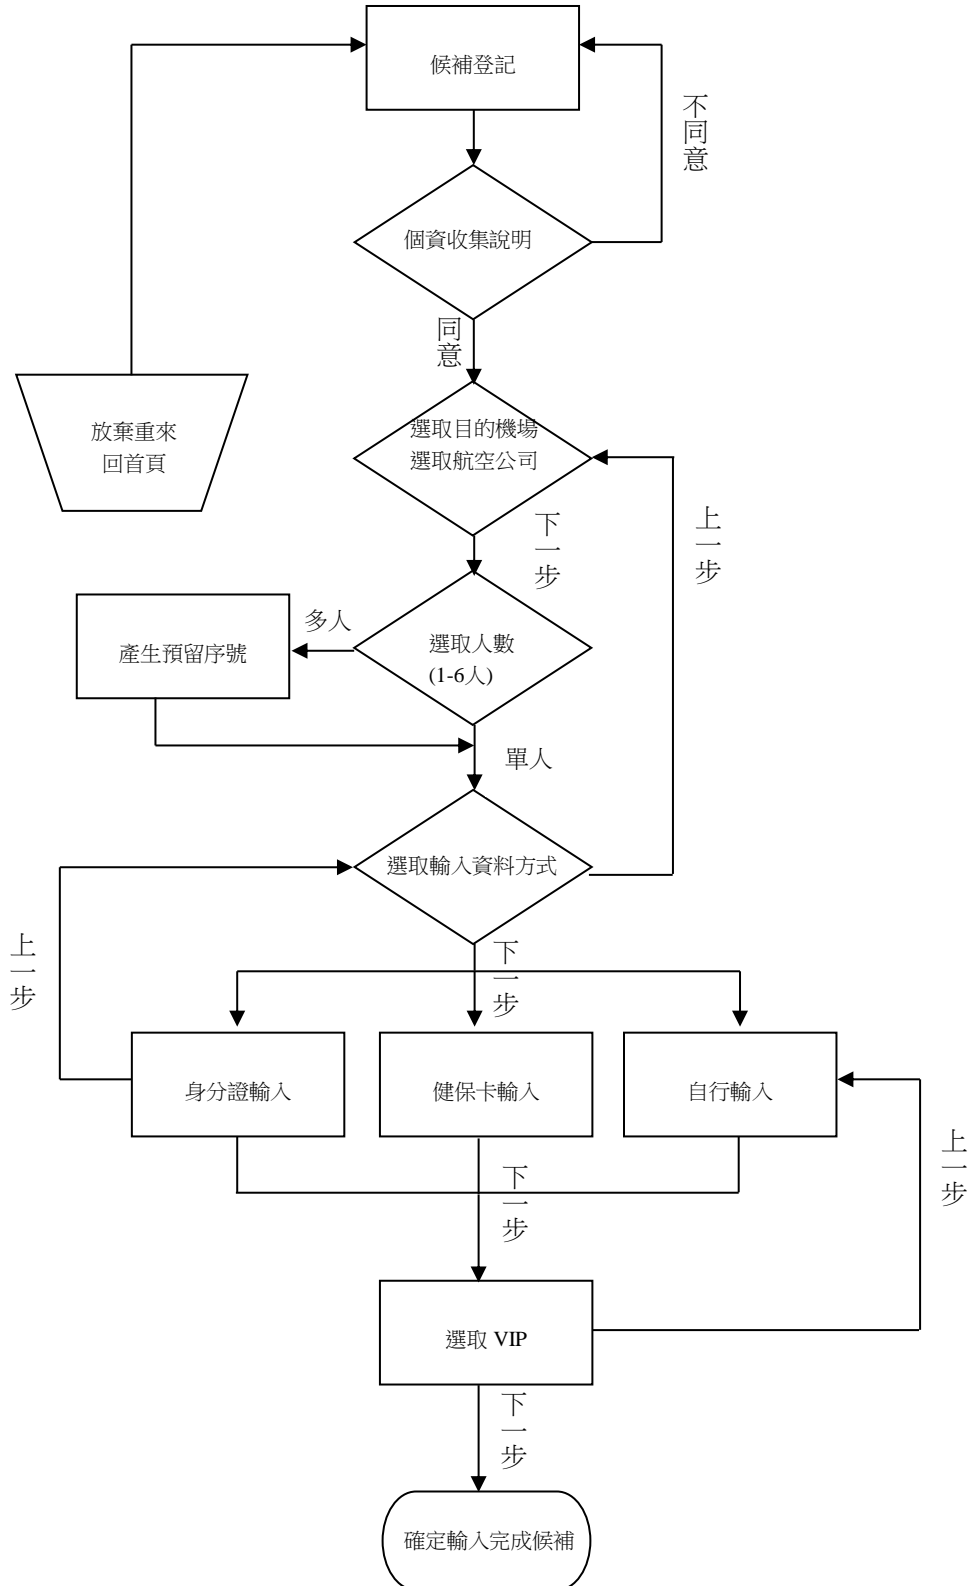 候補登記
不同意
個資收集說明
同意
放棄重來
回首頁
選取目的機場
選取航空公司
下一步
上一步
多人
產生預留序號
選取人數
(1-6人)
單人
選取輸入資料方式
上一步
下一步
身分證輸入
健保卡輸入
自行輸入
上一步
下一步
選取 VIP
下一步
確定輸入完成候補